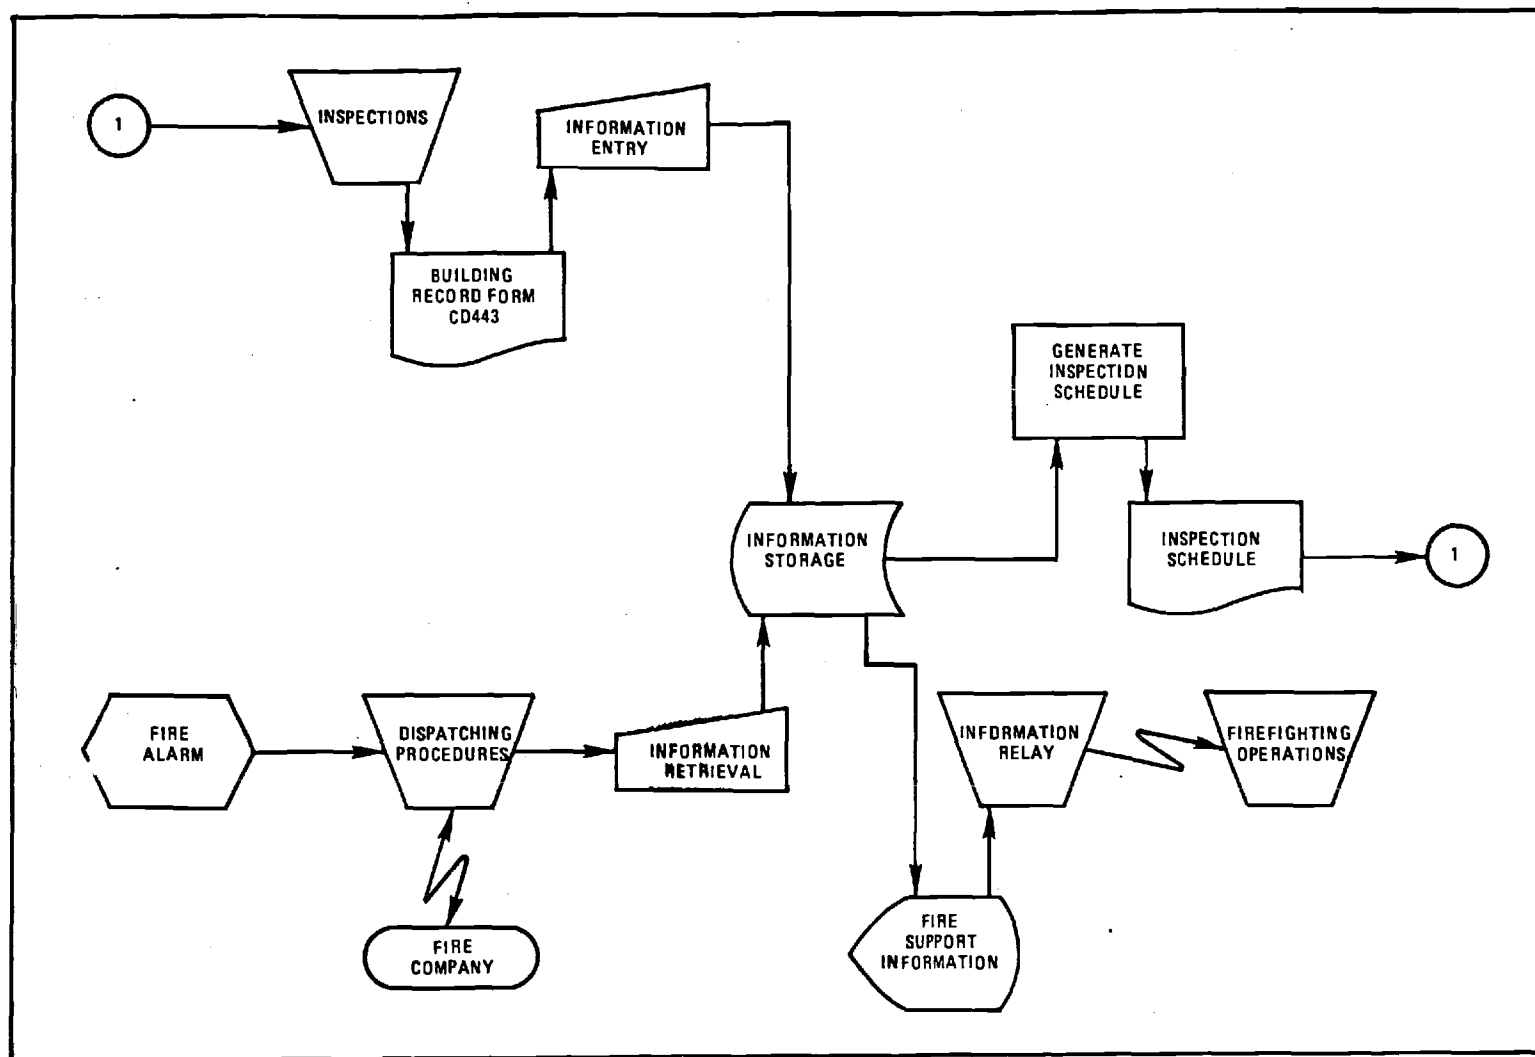 1
INSPECTIONS
INFORMATION
ENTRY
BUILDING
RECORD FORM
CD443
GENERATE
INSPECTION
SCHEDULE
INFORMATION
STORAGE
INSPECTION
SCHEDULE
1
FIRE
ALARM
DISPATCHING
PROCEDURES
INFORMATION
RETRIEVAL
INFORMATION
RELAY
FIREFIGHTING
OPERATIONS
FIRE
COMPANY
FIRE
SUPPORT
INFORMATION